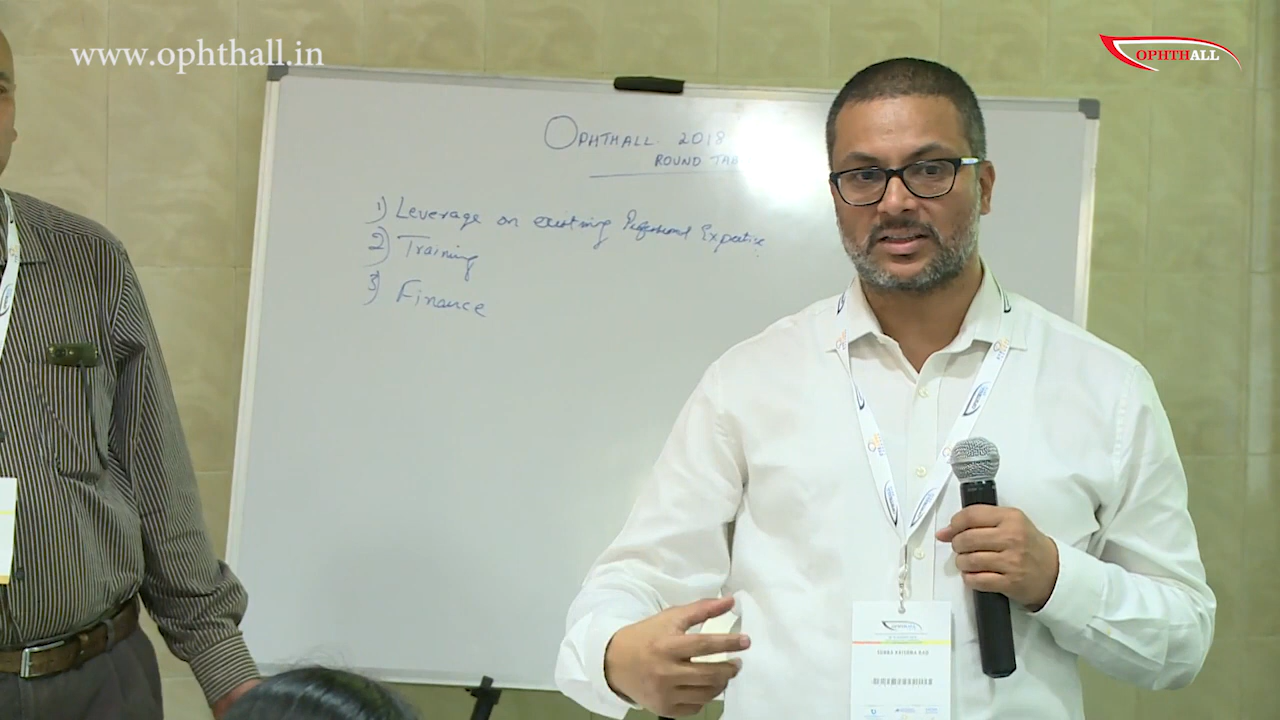 www.ophthall.in
OPHTHALL
OPHTHALL 2018
ROUND TAB
1) Leverage on existing Professional Expertise
2) Training
3) Finance